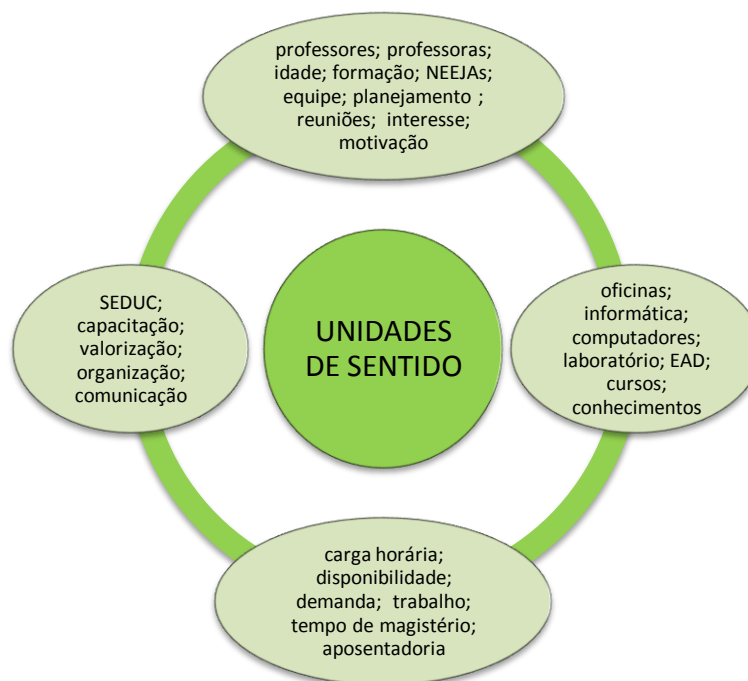 professores; professoras;
idade; formação; NEEJAs;
equipe; planejamento ;
reuniões; interesse;
motivação
SEDUC;
capacitação;
valorização;
organização;
comunicação
UNIDADES
DE SENTIDO
oficinas;
informática;
computadores;
laboratório; EAD;
cursos;
conhecimentos
carga horária;
disponibilidade;
demanda; trabalho;
tempo de magistério;
aposentadoria